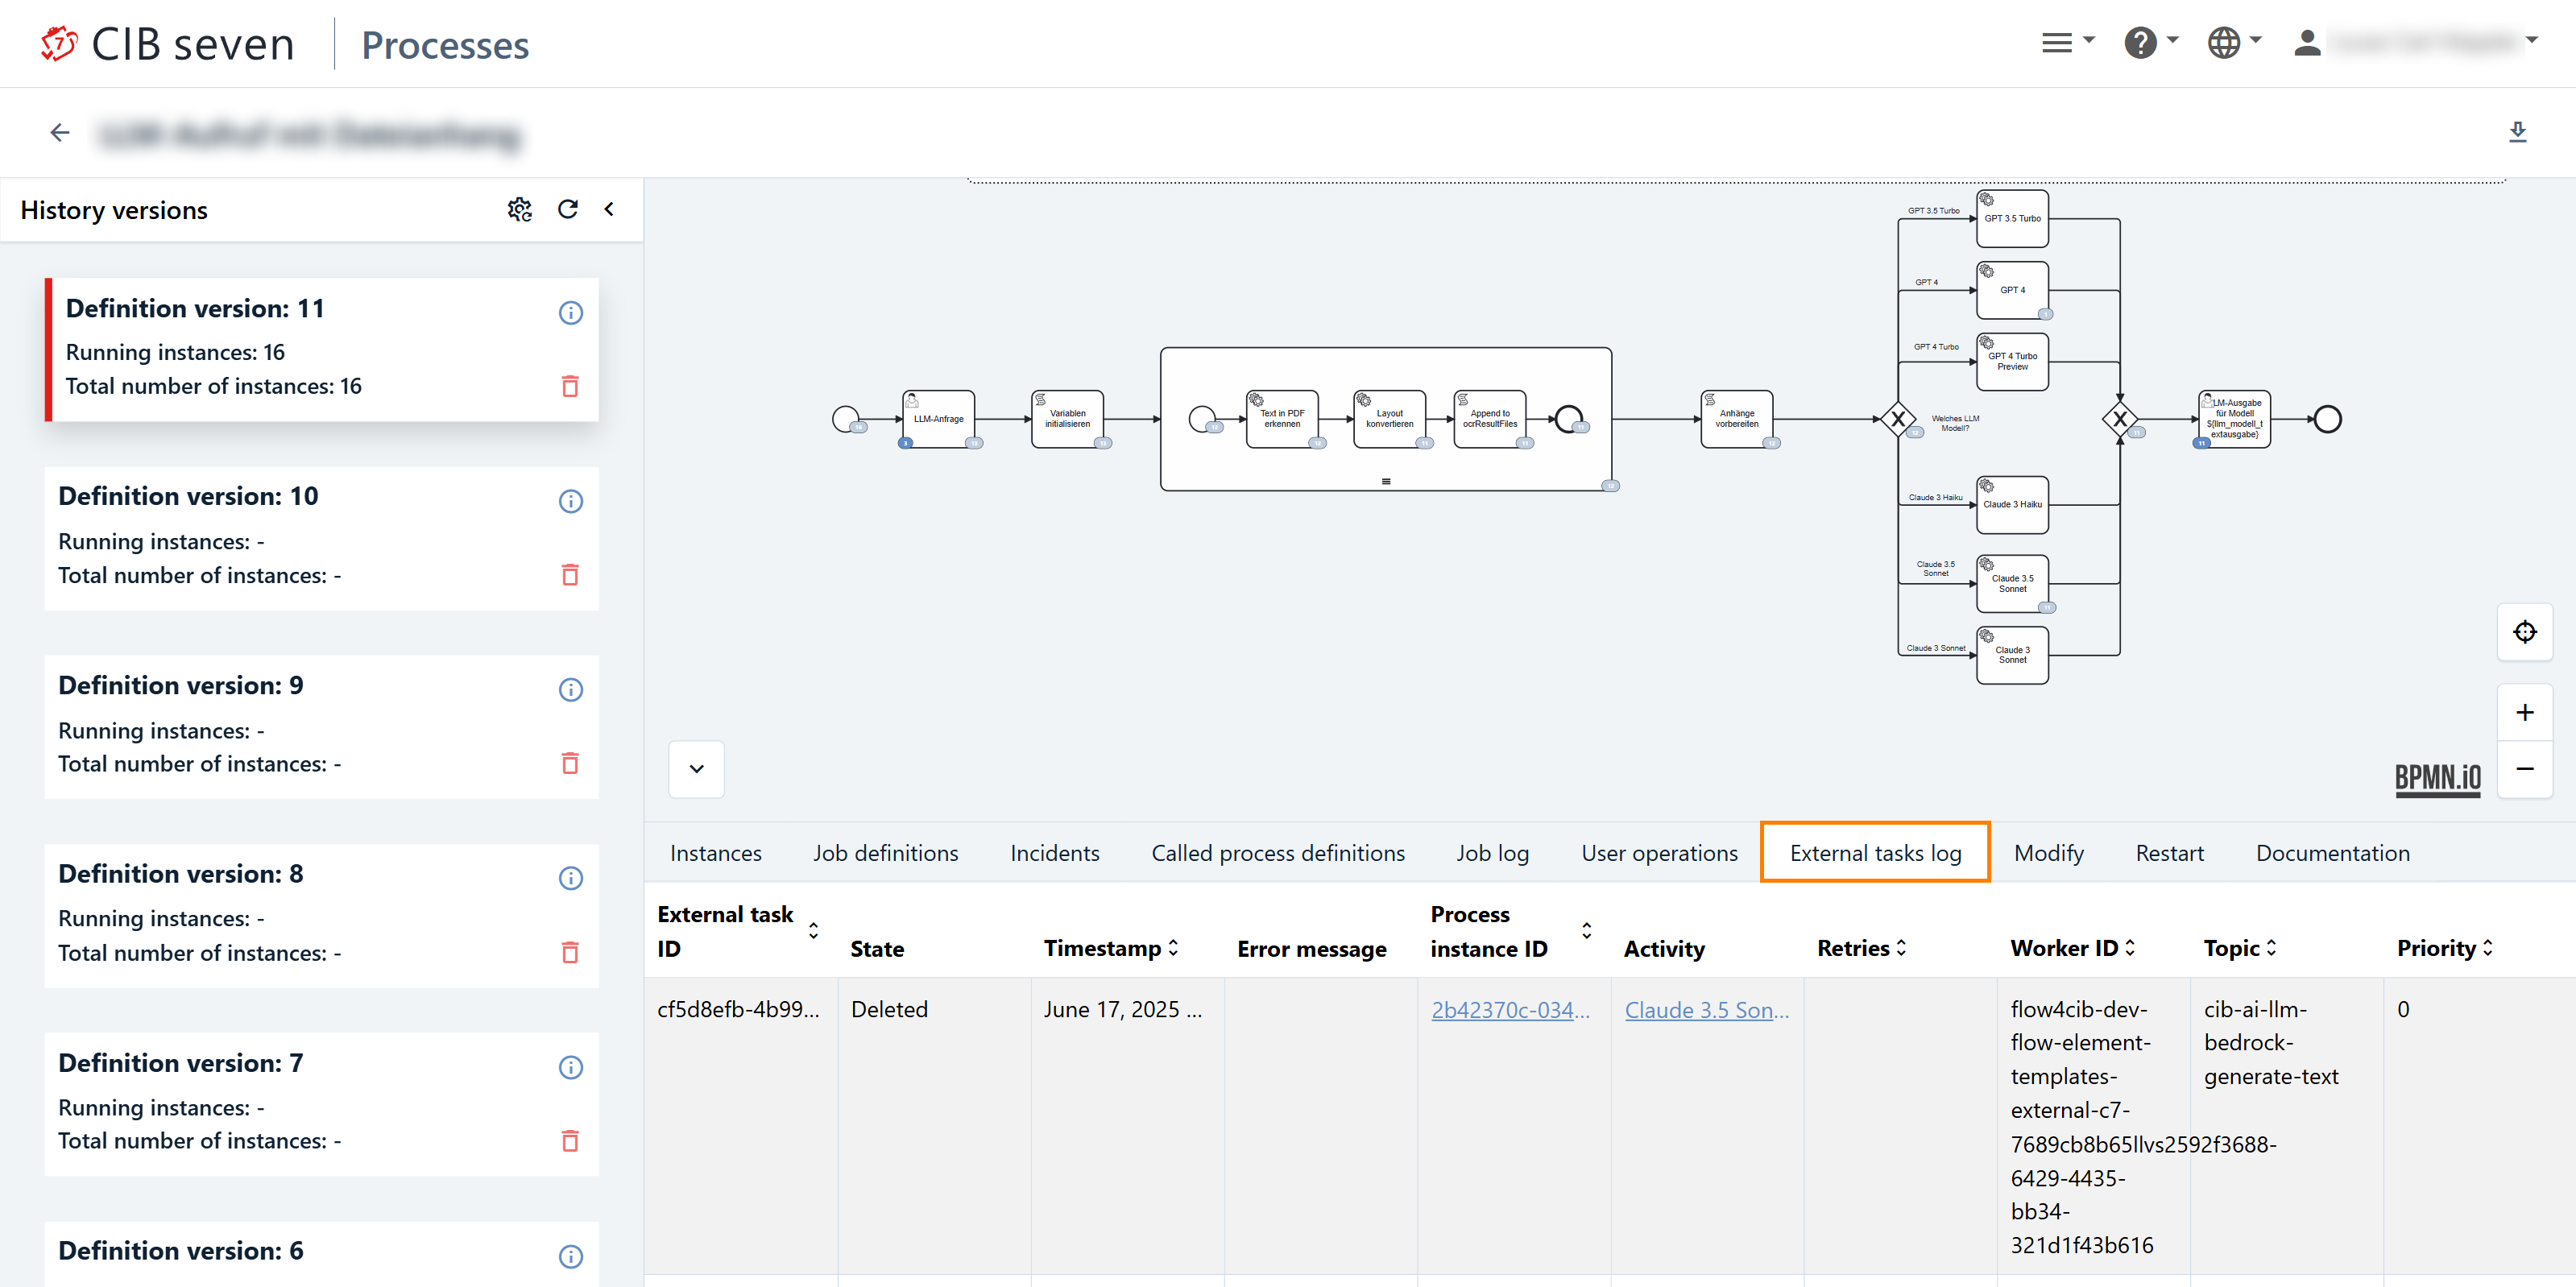 CIB seven
Processes
History versions
Definition version: 11
Running instances: 16
Total number of instances: 16
Definition version: 10
Running instances: -
Total number of instances: -
Definition version: 9
Running instances: -
Total number of instances: -
Definition version: 8
Running instances: -
Total number of instances: -
Definition version: 7
Running instances: -
Total number of instances: -
Definition version: 6
LLM-Anfrage
Variablen
initialisieren
Text in PDF
erkennen
Layout
konvertieren
Append to
ocrResultFiles
Anhänge
vorbereiten
Welches LLM
Modell?
GPT 3.5 Turbo
GPT 3.5 Turbo
GPT 4
GPT 4
GPT 4 Turbo
GPT 4 Turbo
Preview
Claude 3 Haiku
Claude 3 Haiku
Claude 3.5
Sonnet
Claude 3.5
Sonnet
Claude 3 Sonnet
Claude 3
Sonnet
LM-Ausgabe
für Modell
${llm_modell_t
extausgabe}
BPMN.iO
Instances
Job definitions
Incidents
Called process definitions
Job log
User operations
External tasks log
Modify
Restart
Documentation
External task
ID
State
Timestamp
Error message
Process
instance ID
Activity
Retries
Worker ID
Topic
Priority
cf5d8efb-4b99...
Deleted
June 17, 2025 ...
2b42370c-034...
Claude 3.5 Son...
flow4cib-dev-
flow-element-
templates-
external-c7-
7689cb8b65llvs2592f3688-
6429-4435-
bb34-
321d1f43b616
cib-ai-llm-
bedrock-
generate-text
0